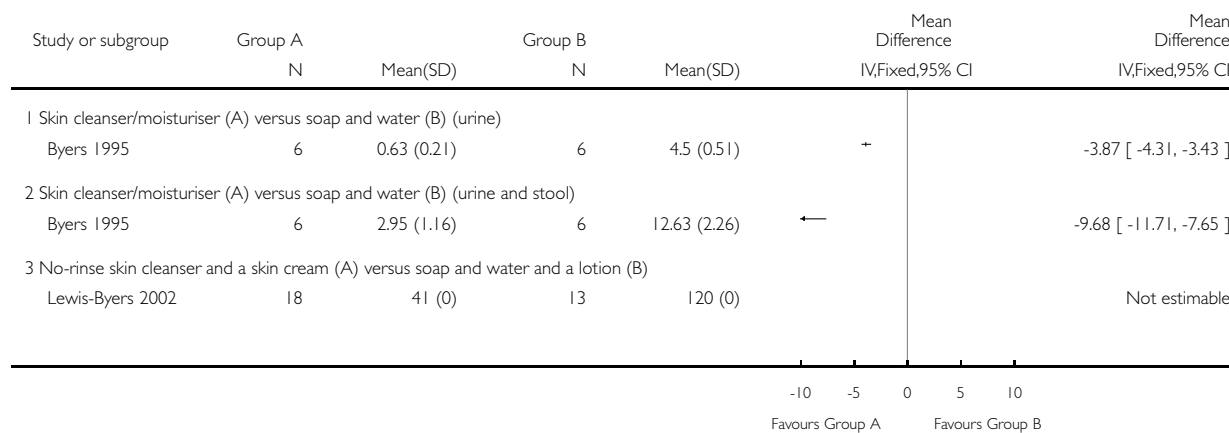 Mean Mean
Study or subgroup Group A Group B Difference Difference
N Mean(SD) N Mean(SD) IV,Fixed,95% CI IV,Fixed,95% CI
1 Skin cleanser/moisturiser (A) versus soap and water (B) (urine)
Byers 1995 6 0.63 (0.21) 6 4.5 (0.51) -3.87 [ -4.31, -3.43 ]
2 Skin cleanser/moisturiser (A) versus soap and water (B) (urine and stool)
Byers 1995 6 2.95 (1.16) 6 12.63 (2.26) -9.68 [ -11.71, -7.65 ]
3 No-rinse skin cleanser and a skin cream (A) versus soap and water and a lotion (B)
Lewis-Byers 2002 18 41 (0) 13 120 (0) Not estimable
-10 -5 0 5 10
Favours Group A Favours Group B